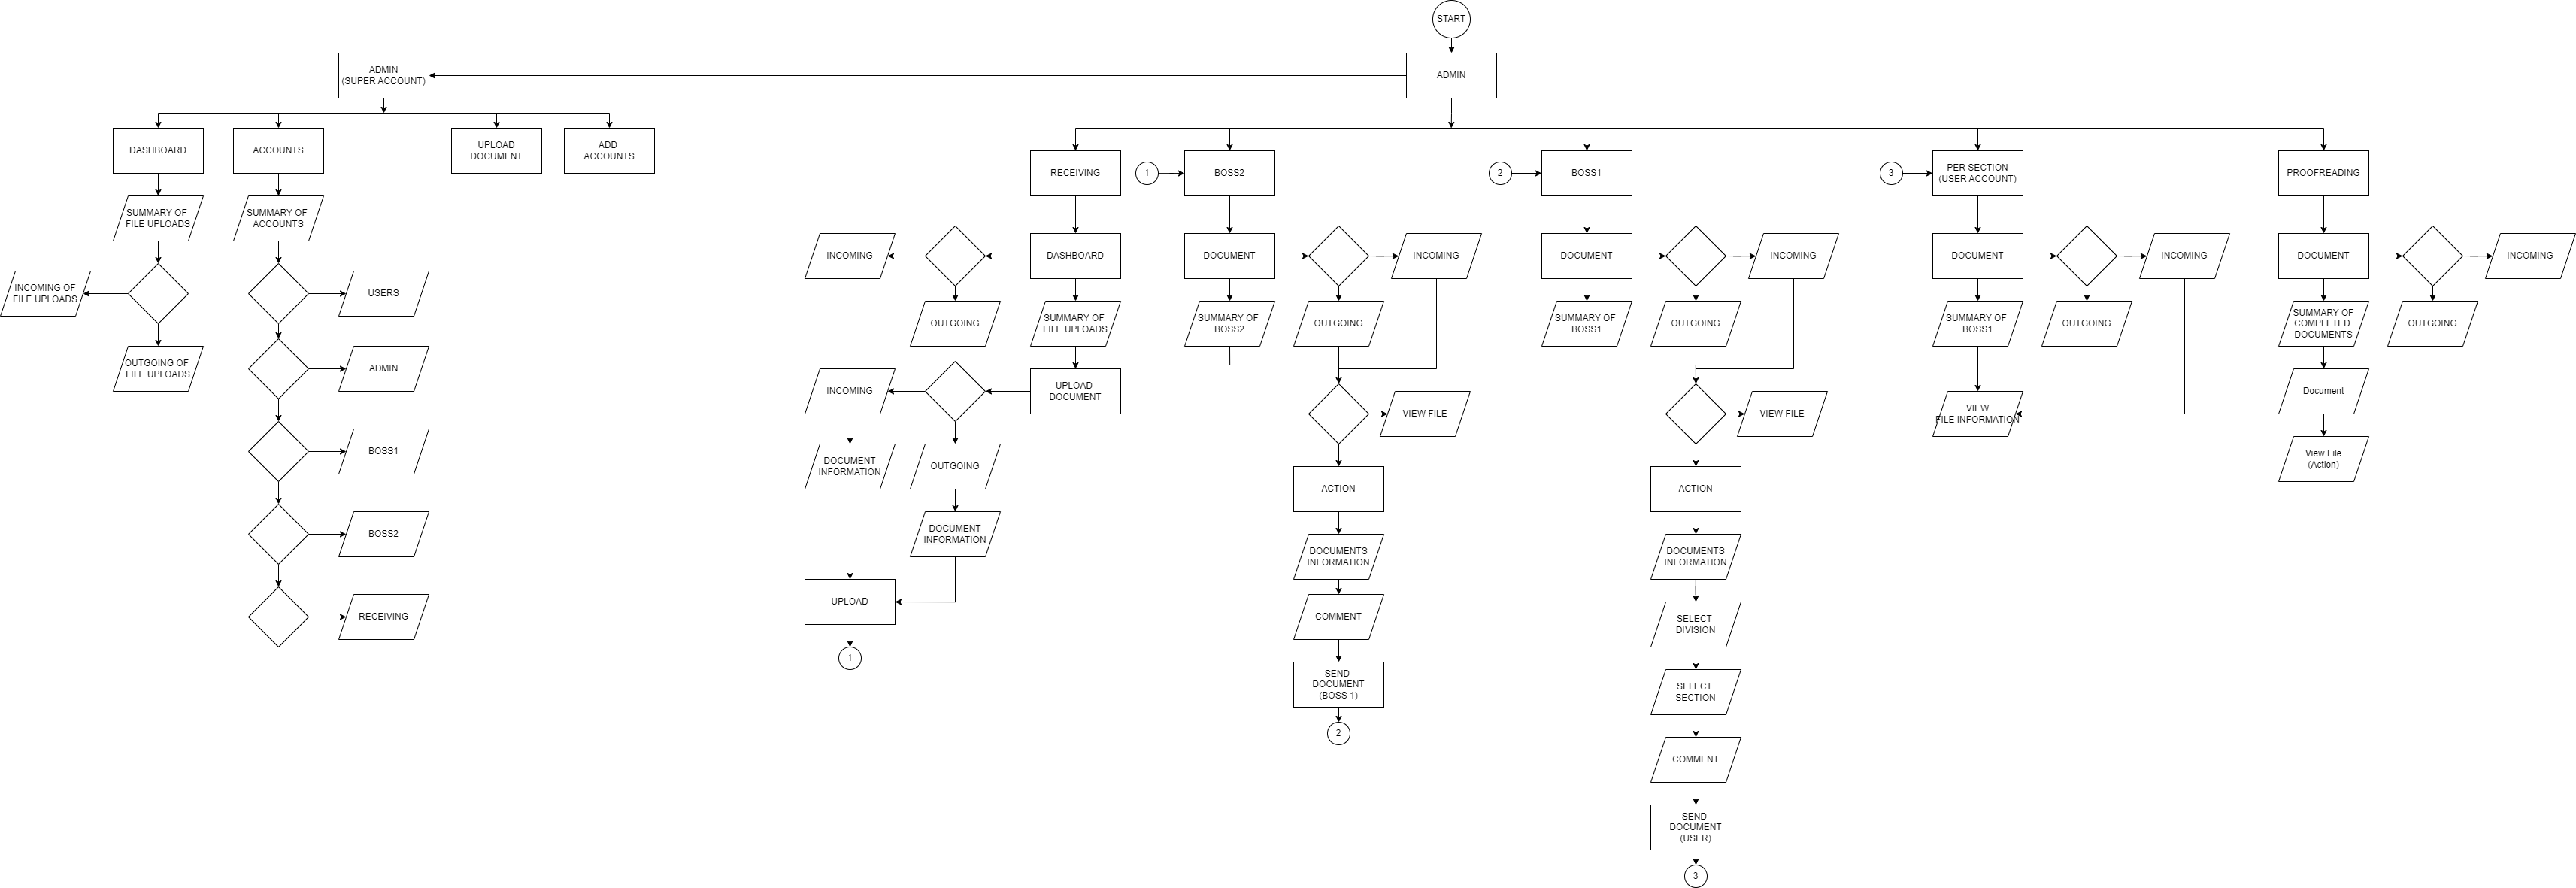 START
ADMIN
(SUPER ACCOUNT)
ADMIN
DASHBOARD
ACCOUNTS
UPLOAD
DOCUMENT
ADD
ACCOUNTS
SUMMARY OF
FILE UPLOADS
SUMMARY OF
ACCOUNTS
INCOMING OF
FILE UPLOADS
OUTGOING OF
FILE UPLOADS
USERS
ADMIN
BOSS1
BOSS2
RECEIVING
RECEIVING
INCOMING
DASHBOARD
OUTGOING
SUMMARY OF
FILE UPLOADS
INCOMING
UPLOAD
DOCUMENT
DOCUMENT
INFORMATION
OUTGOING
DOCUMENT
INFORMATION
UPLOAD
1
1
BOSS2
DOCUMENT
INCOMING
SUMMARY OF
BOSS2
OUTGOING
VIEW FILE
ACTION
DOCUMENTS
INFORMATION
COMMENT
SEND
DOCUMENT
(BOSS 1)
2
2
BOSS1
DOCUMENT
INCOMING
SUMMARY OF
BOSS1
OUTGOING
VIEW FILE
ACTION
DOCUMENTS
INFORMATION
SELECT
DIVISION
SELECT
SECTION
COMMENT
SEND
DOCUMENT
(USER)
3
3
PER SECTION
(USER ACCOUNT)
DOCUMENT
INCOMING
SUMMARY OF
BOSS1
OUTGOING
VIEW
FILE INFORMATION
PROOFREADING
DOCUMENT
INCOMING
SUMMARY OF
COMPLETED
DOCUMENTS
OUTGOING
Document
View File
(Action)